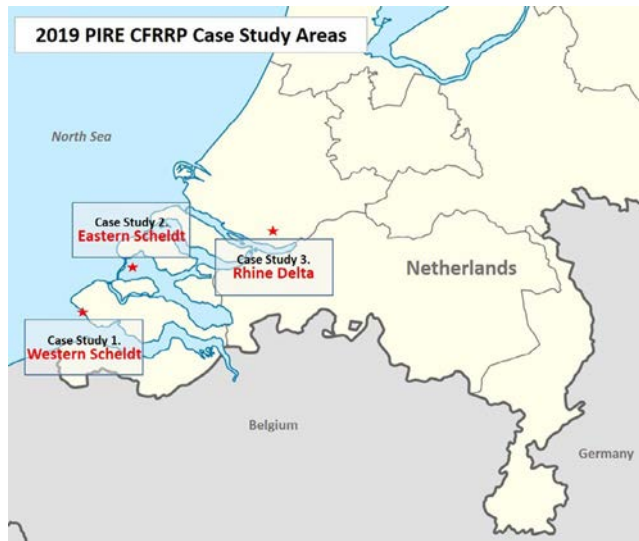 2019 PIRE CFRRP Case Study Areas
North Sea
Case Study 2.
Eastern Scheldt
Case Study 3.
Rhine Delta
Netherlands
Case Study 1.
Western Scheldt
Belgium
Germany